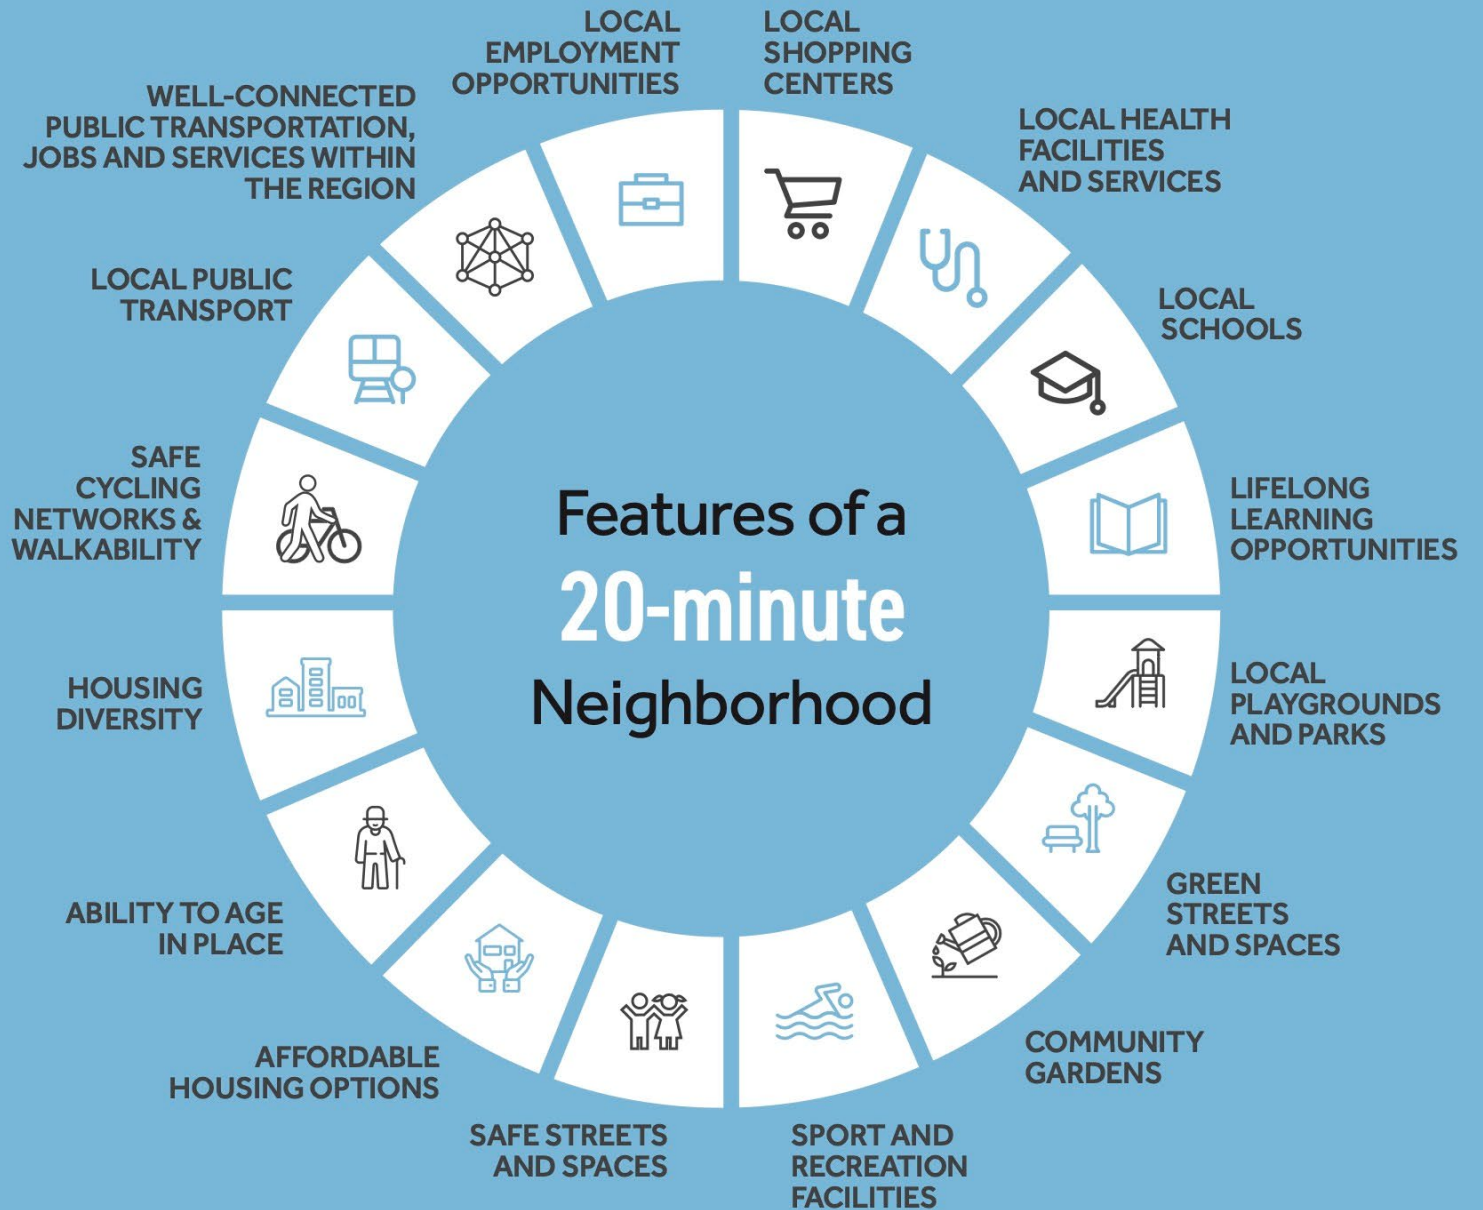 Features of a
20-minute
Neighborhood
LOCAL
SHOPPING
CENTERS
LOCAL HEALTH
FACILITIES
AND SERVICES
LOCAL
SCHOOLS
LIFELONG
LEARNING
OPPORTUNITIES
LOCAL
PLAYGROUNDS
AND PARKS
GREEN
STREETS
AND SPACES
COMMUNITY
GARDENS
SPORT AND
RECREATION
FACILITIES
SAFE STREETS
AND SPACES
AFFORDABLE
HOUSING OPTIONS
ABILITY TO AGE
IN PLACE
HOUSING
DIVERSITY
SAFE
CYCLING
NETWORKS &
WALKABILITY
LOCAL PUBLIC
TRANSPORT
WELL-CONNECTED
PUBLIC TRANSPORTATION,
JOBS AND SERVICES WITHIN
THE REGION
LOCAL
EMPLOYMENT
OPPORTUNITIES